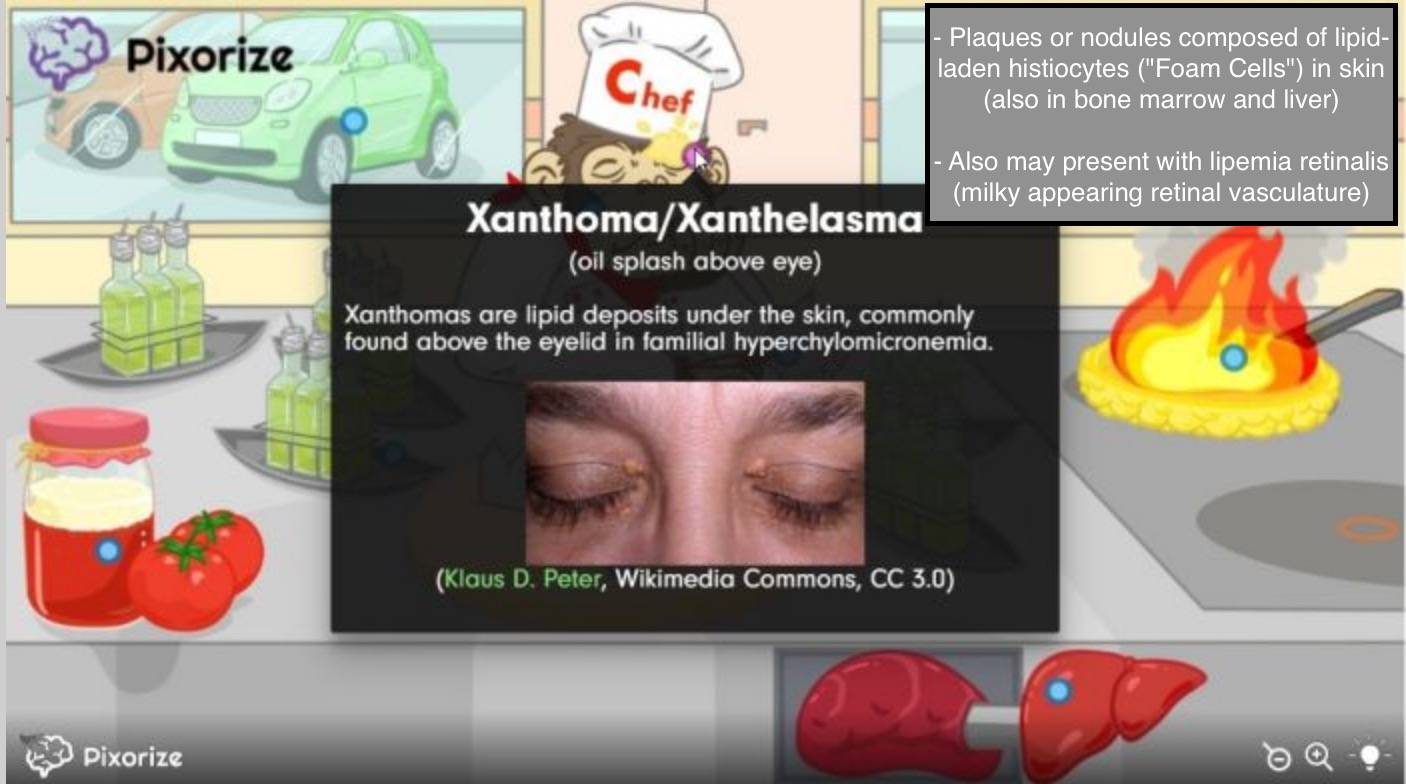 Pixorize
Chef
- Plaques or nodules composed of lipid-
laden histiocytes ("Foam Cells") in skin
(also in bone marrow and liver)
- Also may present with lipemia retinalis
(milky appearing retinal vasculature)
Xanthoma/Xanthelasma
(oil splash above eye)
Xanthomas are lipid deposits under the skin, commonly
found above the eyelid in familial hyperchylomicronemia.
(Klaus D. Peter, Wikimedia Commons, CC 3.0)
Pixorize